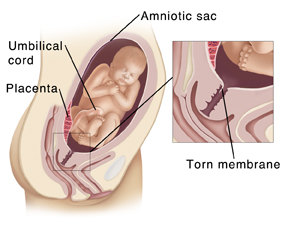 Amniotic sac
Umbilical
cord
Placenta
Torn membrane